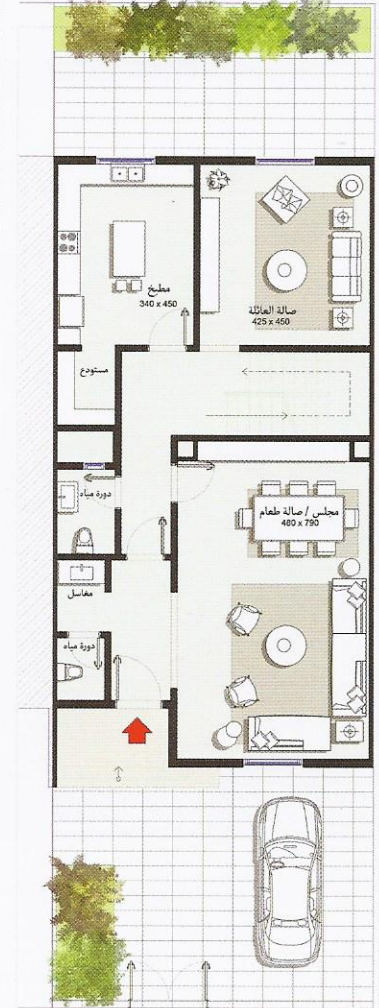 مطبخ
340 x 450
صالة العائلة
425 x 450
مستودع
دورة مياه
مجلس / صالة طعام
480 x 790
مغاسل
دورة مياه